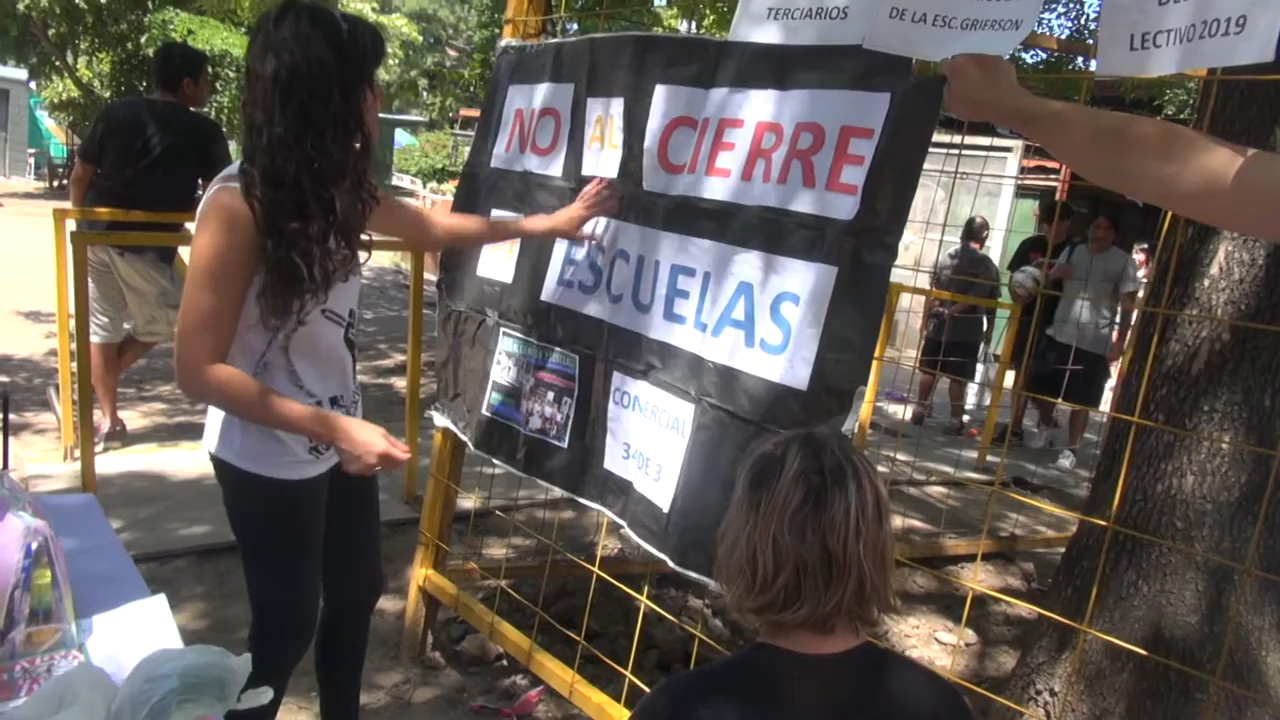 TERCIARIOS
DE LA ESC. GRIERSON
LECTIVO 2019
NO AL CIERRE
ESCUELAS
COMERCIAL
34 DE 3